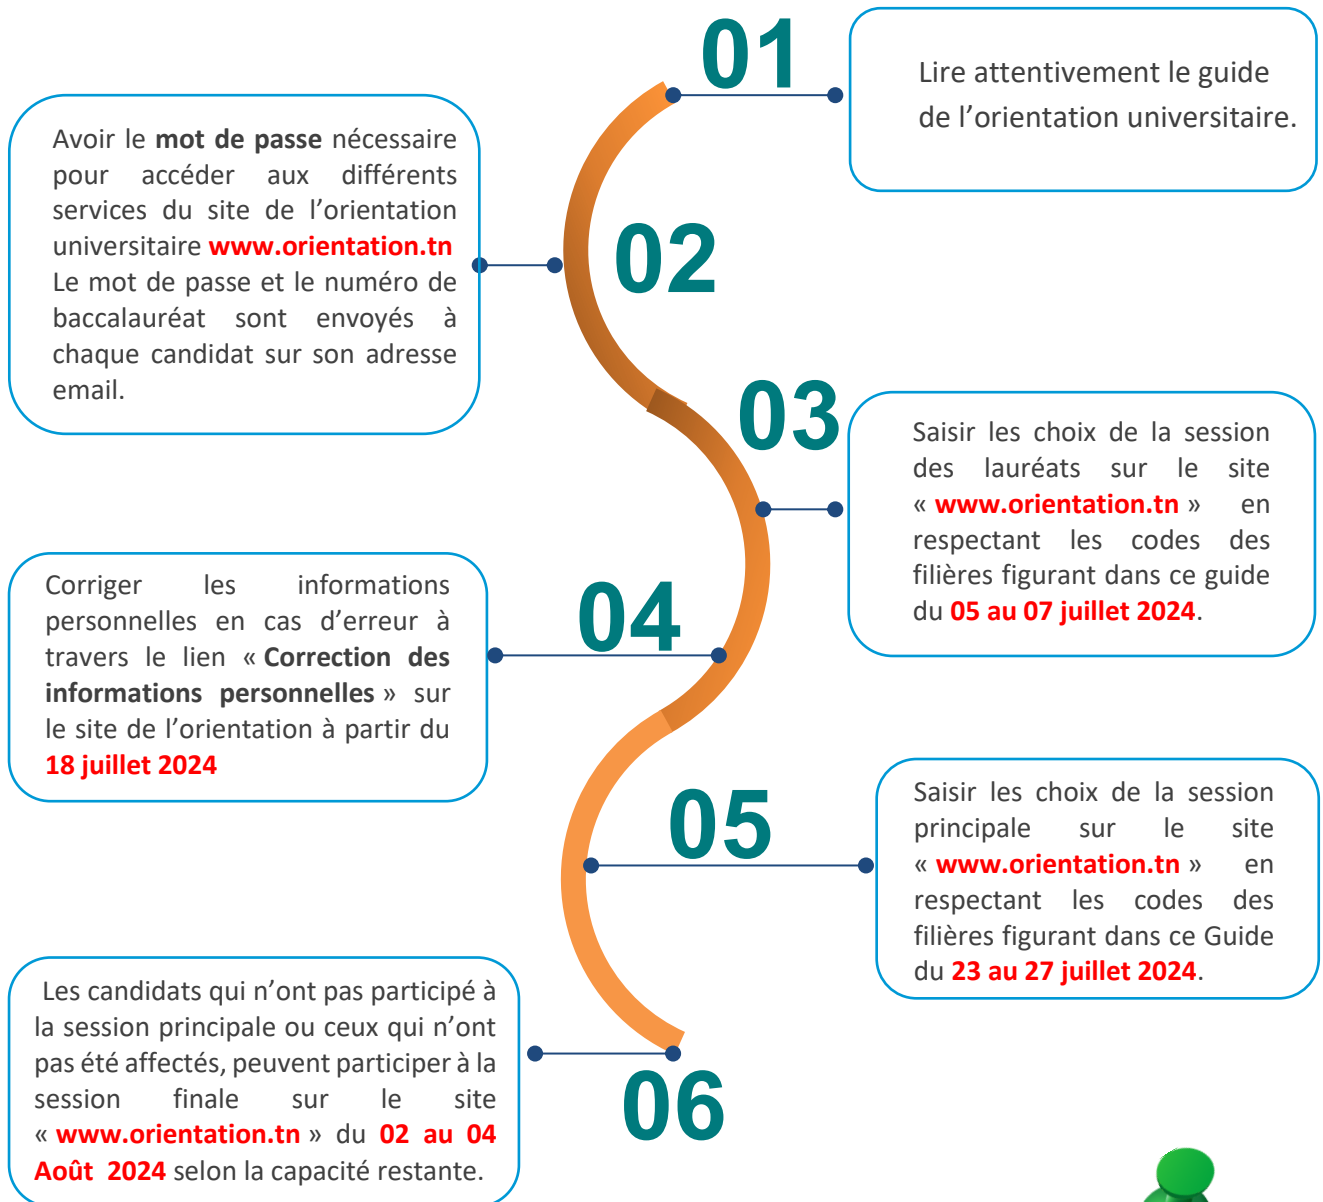 01
Lire attentivement le guide
de l’orientation universitaire.
02
Avoir le mot de passe nécessaire
pour accéder aux différents
services du site de l’orientation
universitaire www.orientation.tn
Le mot de passe et le numéro de
baccalauréat sont envoyés à
chaque candidat sur son adresse
email.
03
Saisir les choix de la session
des lauréats sur le site
« www.orientation.tn » en
respectant les codes des
filières figurant dans ce guide
du 05 au 07 juillet 2024.
04
Corriger les informations
personnelles en cas d’erreur à
travers le lien « Correction des
informations personnelles » sur
le site de l’orientation à partir du
18 juillet 2024
05
Saisir les choix de la session
principale sur le site
« www.orientation.tn » en
respectant les codes des
filières figurant dans ce Guide
du 23 au 27 juillet 2024.
06
Les candidats qui n’ont pas participé à
la session principale ou ceux qui n’ont
pas été affectés, peuvent participer à la
session finale sur le site
« www.orientation.tn » du 02 au 04
Août 2024 selon la capacité restante.